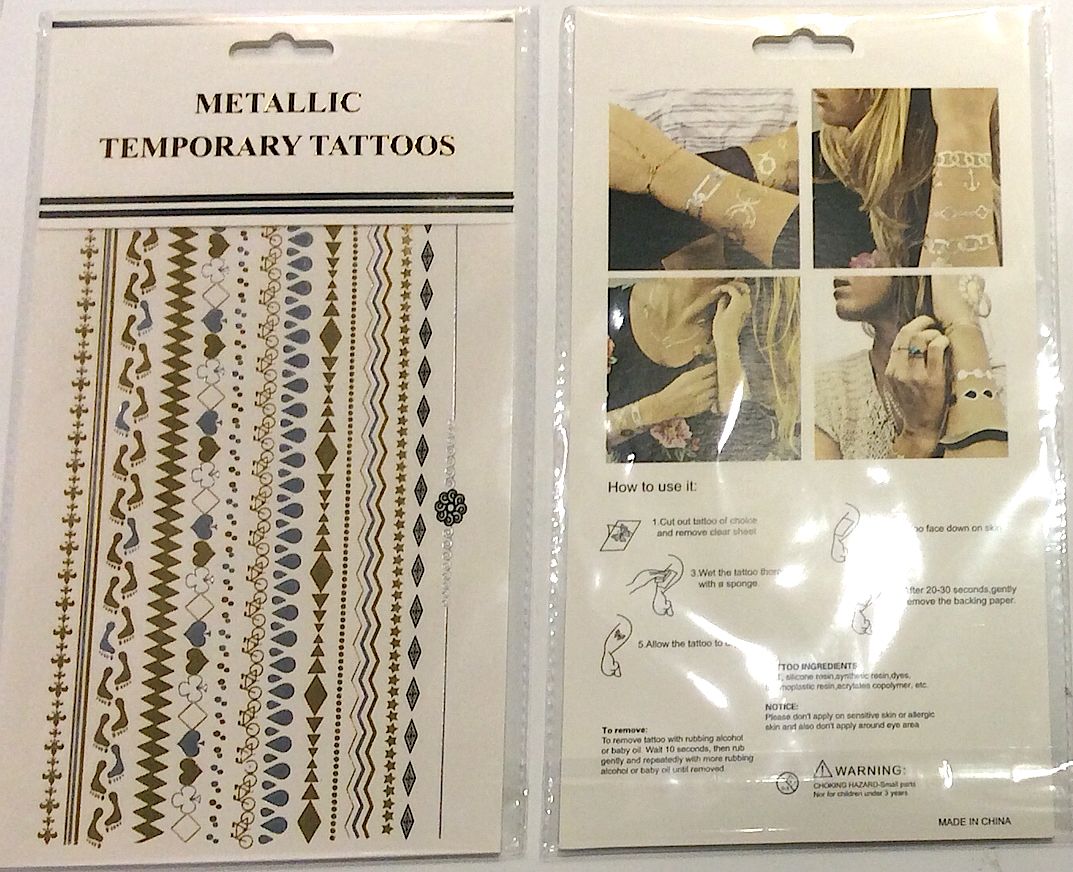 METALLIC
TEMPORARY TATTOOS
How to use it:
1.Cut out tattoo of choice
and remove clear sheet
face down on skin
3.Wet the tattoo
with a sponge.
After 20-30 seconds,gently
remove the backing paper.
5.Allow the tattoo to
INGREDIENTS
silicone rosin,synthetic resin,dyes,
resin,acrylates copolymer, etc.
NOTICE:
Please don't apply on sensitive skin or allergic
skin and also don't apply around eye area
To remove:
To remove tattoo with rubbing alcohol
or baby oil. Wait 10 seconds, then rub
gently and repeatedly with more rubbing
alcohol or baby oil until removed
WARNING:
CHOKING HAZARD-Small parts
Not for children under 3 years
MADE IN CHINA